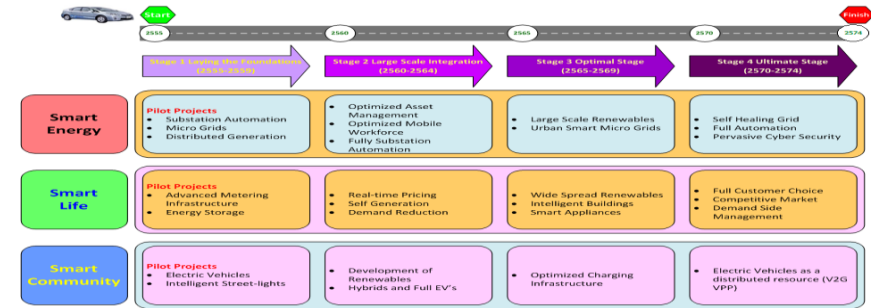 Start
Finish
2555
2560
2565
2570
2574
Stage 1 Laying the Foundations
(2555-2559)
Stage 2 Large Scale Integration
(2560-2564)
Stage 3 Optimal Stage
(2565-2569)
Stage 4 Ultimate Stage
(2570-2574)
Smart
Energy
Pilot Projects
• Substation Automation
• Micro Grids
• Distributed Generation
• Optimized Asset
Management
• Optimized Mobile
Workforce
• Fully Substation
Automation
• Large Scale Renewables
• Urban Smart Micro Grids
• Self Healing Grid
• Full Automation
• Pervasive Cyber Security
Smart
Life
Pilot Projects
• Advanced Metering
Infrastructure
• Energy Storage
• Real-time Pricing
• Self Generation
• Demand Reduction
• Wide Spread Renewables
• Intelligent Buildings
• Smart Appliances
• Full Customer Choice
• Competitive Market
• Demand Side
Management
Smart
Community
Pilot Projects
• Electric Vehicles
• Intelligent Street-lights
• Development of
Renewables
• Hybrids and Full EV's
• Optimized Charging
Infrastructure
• Electric Vehicles as a
distributed resource (V2G
VPP)